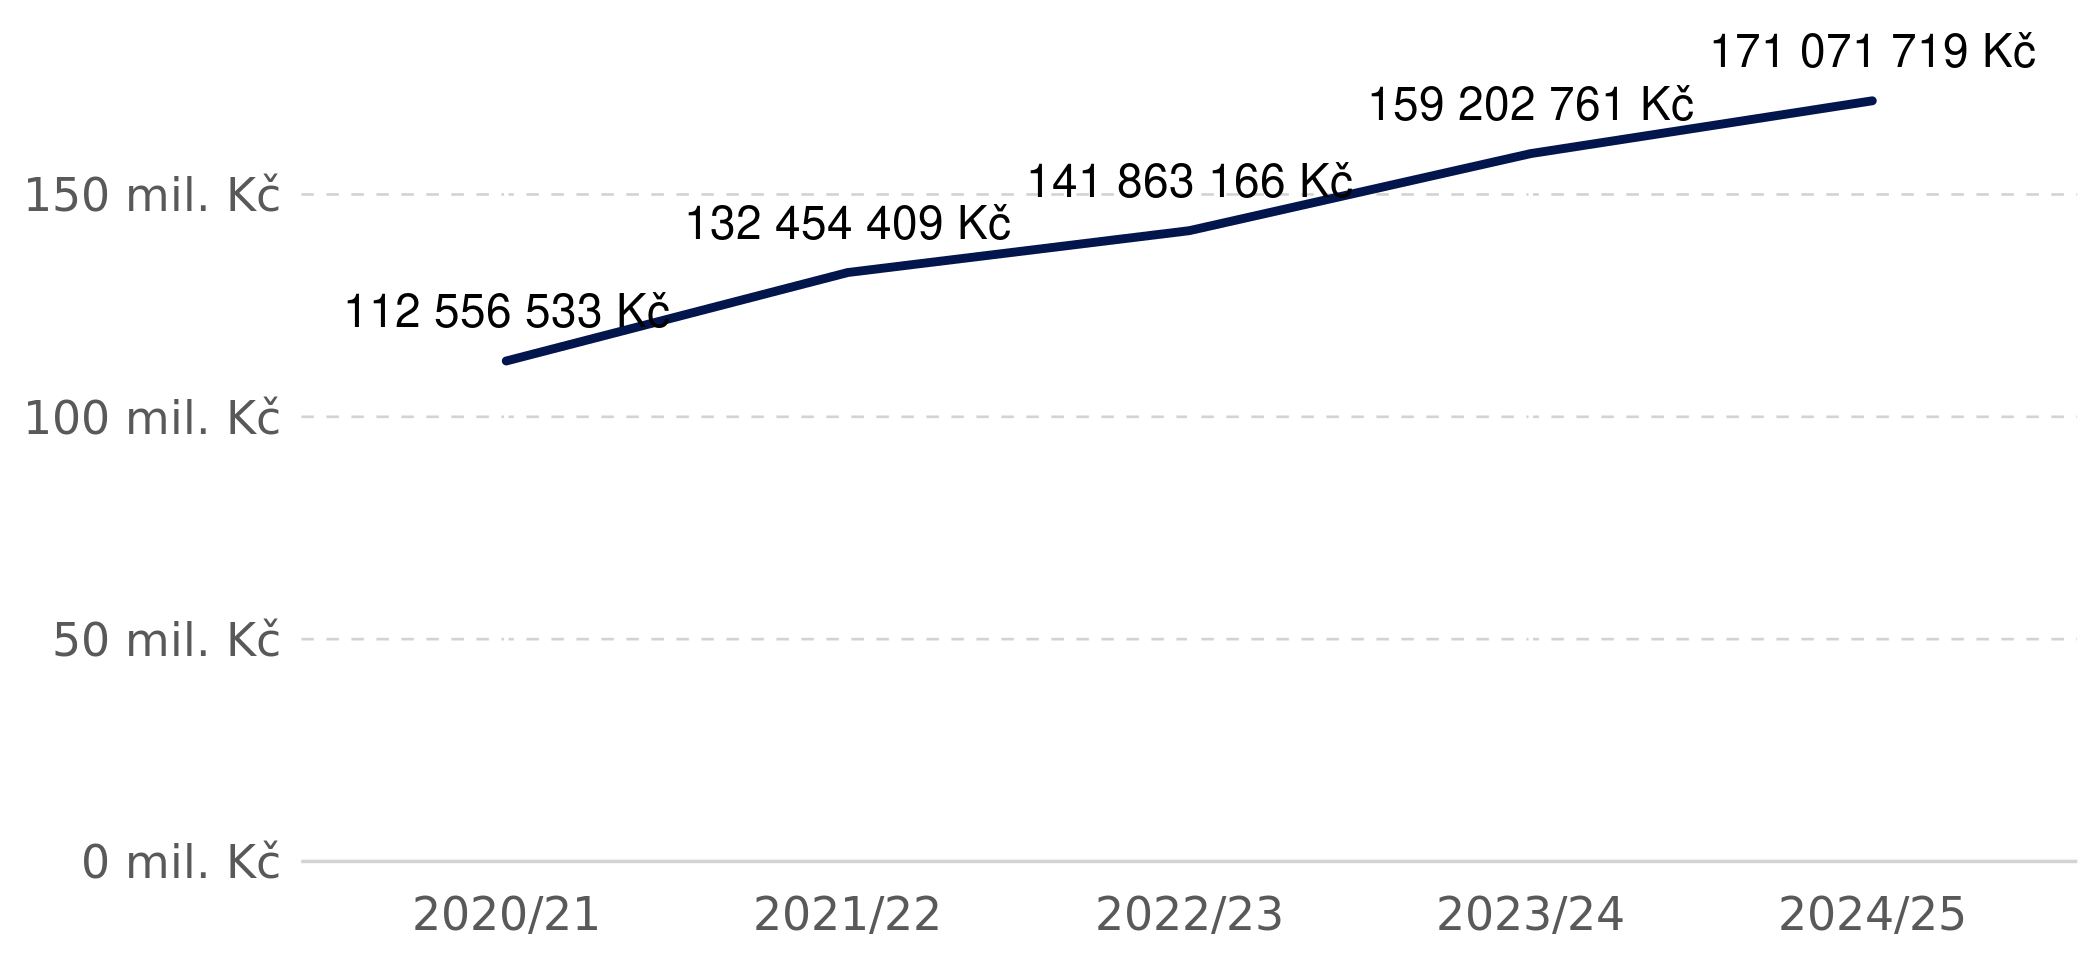 171 071 719 Kč
159 202 761 Kč
141 863 166 Kč
132 454 409 Kč
112 556 533 Kč
150 mil. Kč
100 mil. Kč
50 mil. Kč
0 mil. Kč
2020/21 2021/22 2022/23 2023/24 2024/25